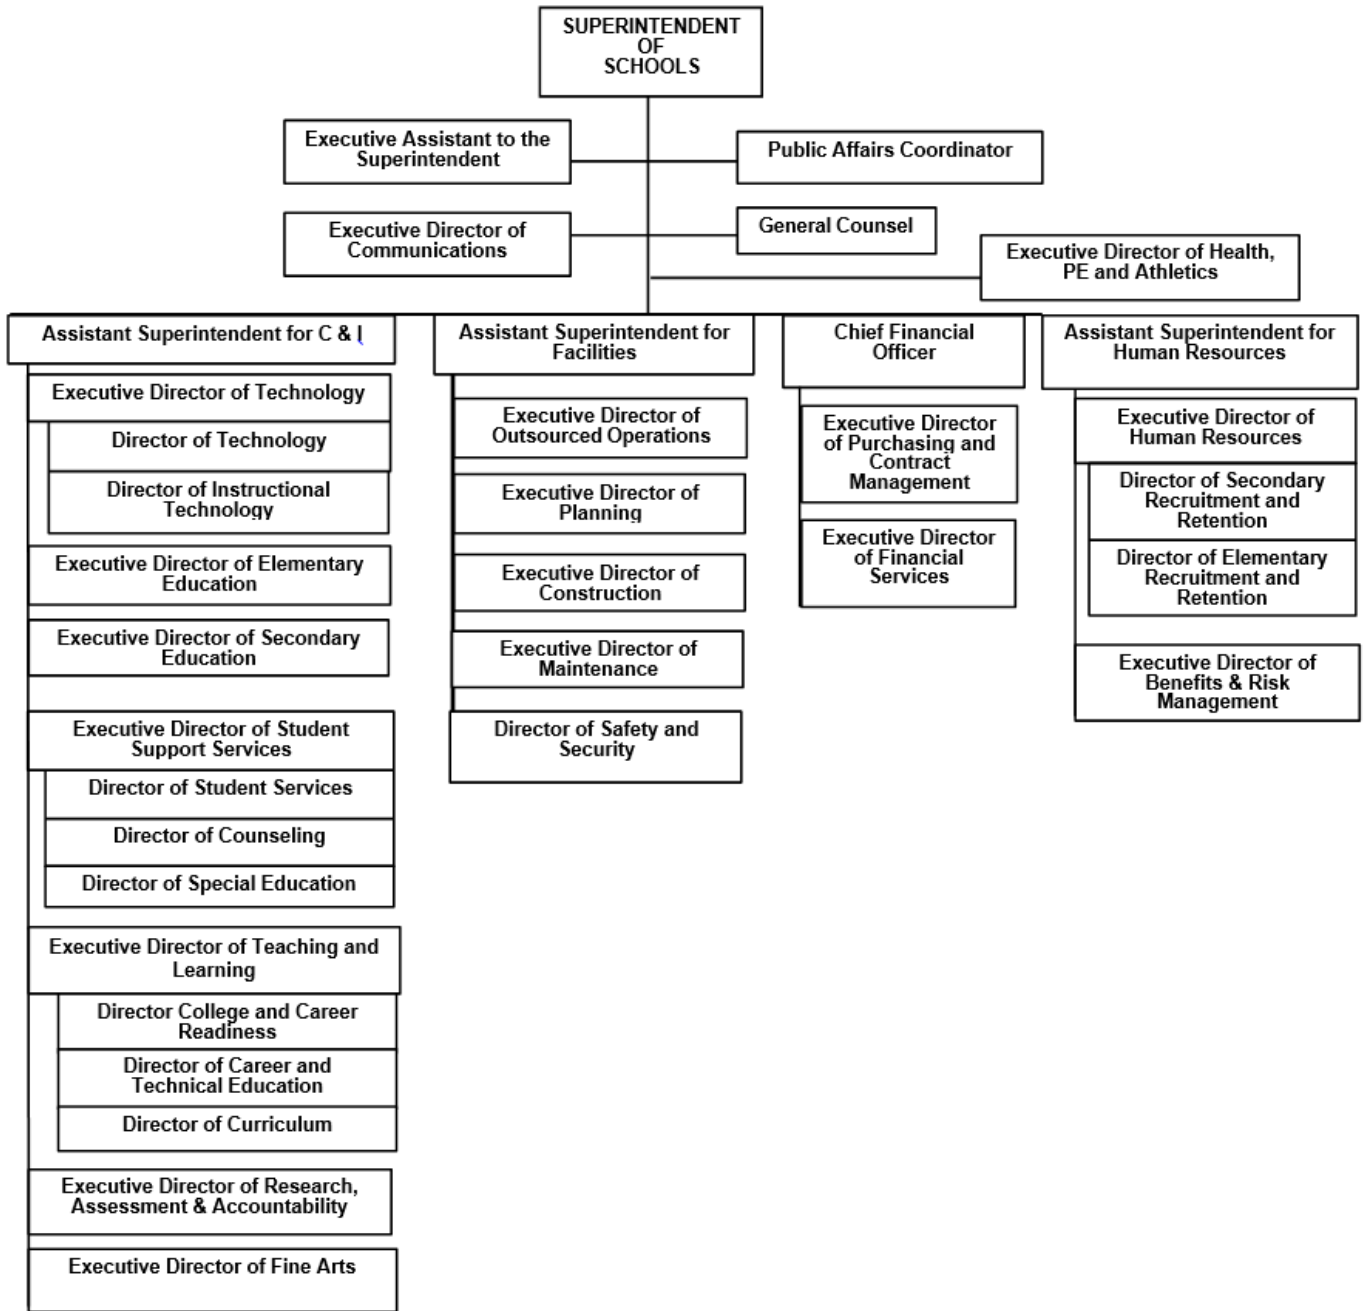 SUPERINTENDENT
OF
SCHOOLS
Executive Assistant to the
Superintendent
Public Affairs Coordinator
Executive Director of
Communications
General Counsel
Executive Director of Health,
PE and Athletics
Assistant Superintendent for C & I
Executive Director of Technology
Director of Technology
Director of Instructional
Technology
Executive Director of Elementary
Education
Executive Director of Secondary
Education
Executive Director of Student
Support Services
Director of Student Services
Director of Counseling
Director of Special Education
Executive Director of Teaching and
Learning
Director College and Career
Readiness
Director of Career and
Technical Education
Director of Curriculum
Executive Director of Research,
Assessment & Accountability
Executive Director of Fine Arts
Assistant Superintendent for
Facilities
Executive Director of
Outsourced Operations
Executive Director of
Planning
Executive Director of
Construction
Executive Director of
Maintenance
Director of Safety and
Security
Chief Financial
Officer
Executive Director
of Purchasing and
Contract
Management
Executive Director
of Financial
Services
Assistant Superintendent for
Human Resources
Executive Director of
Human Resources
Director of Secondary
Recruitment and
Retention
Director of Elementary
Recruitment and
Retention
Executive Director of
Benefits & Risk
Management